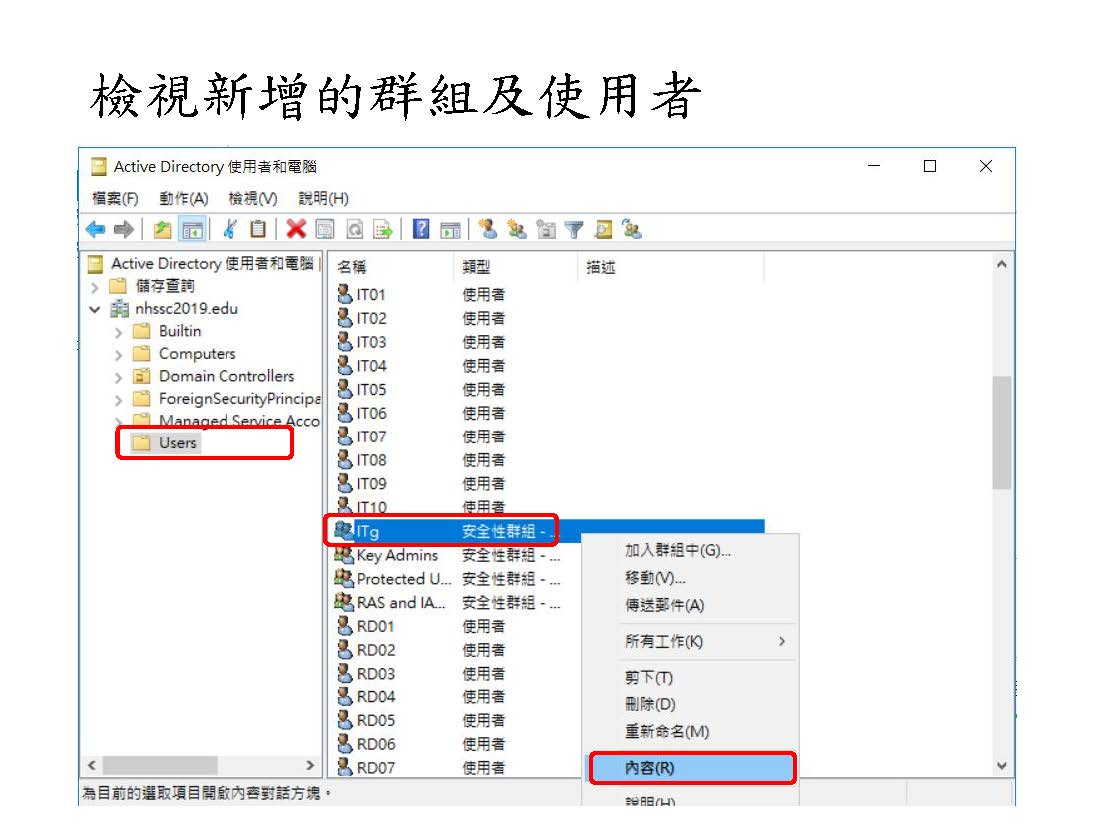 檢視新增的群組及使用者
Active Directory 使用者和電腦
檔案(F) 動作(A) 檢視(V) 說明(H)
Active Directory 使用者和電腦
儲存查詢
nhssc2019.edu
Builtin
Computers
Domain Controllers
ForeignSecurityPrincipa
Managed Service Acco
Users
名稱 類型 描述
IT01 使用者
IT02 使用者
IT03 使用者
IT04 使用者
IT05 使用者
IT06 使用者
IT07 使用者
IT08 使用者
IT09 使用者
IT10 使用者
ITg 安全性群組 - ...
Key Admins 安全性群組 - ...
Protected U... 安全性群組 - ...
RAS and IA... 安全性群組 - ...
RD01 使用者
RD02 使用者
RD03 使用者
RD04 使用者
RD05 使用者
RD06 使用者
RD07 使用者
加入群組中(G)...
移動(V)...
傳送郵件(A)
所有工作(K)
剪下(T)
刪除(D)
重新命名(M)
內容(R)
說明(H)
為目前的選取項目開啟內容對話方塊。